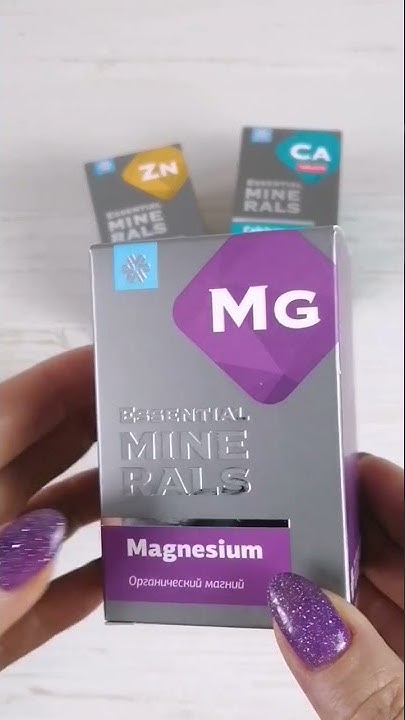 ZN
ESSENTIAL
MINE
RALS
CA
ESSENTIAL
MINE
RALS
MG
ESSENTIAL
MINE
RALS
Magnesium
Органический магний